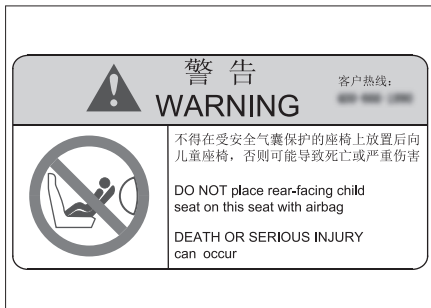 警 告
WARNING
客户热线：
不得在受安全气囊保护的座椅上放置后向
儿童座椅，否则可能导致死亡或严重伤害
DO NOT place rear-facing child
seat on this seat with airbag
DEATH OR SERIOUS INJURY
can occur